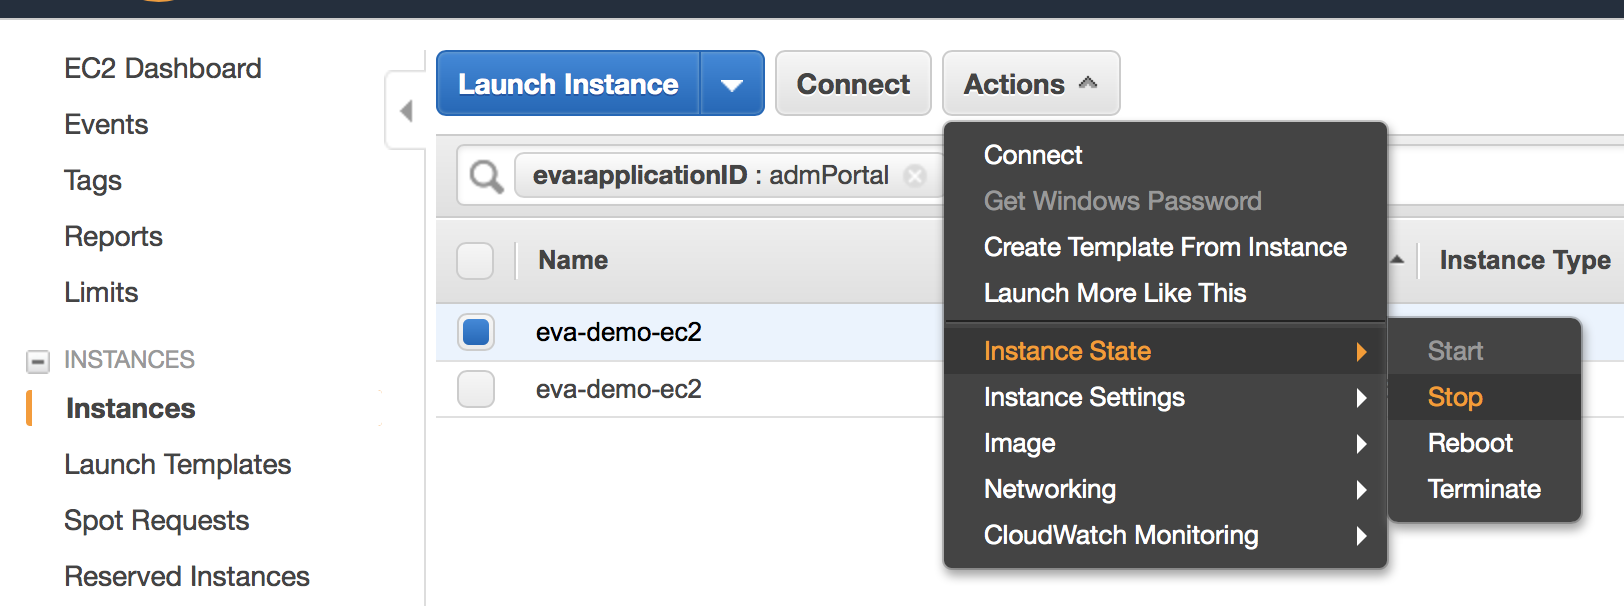 EC2 Dashboard
Events
Tags
Reports
Limits
INSTANCES
Instances
Launch Templates
Spot Requests
Reserved Instances
Launch Instance
Connect
Actions
eva:applicationID : admPortal
Name
Instance Type
eva-demo-ec2
eva-demo-ec2
Connect
Get Windows Password
Create Template From Instance
Launch More Like This
Instance State
Instance Settings
Image
Networking
CloudWatch Monitoring
Start
Stop
Reboot
Terminate